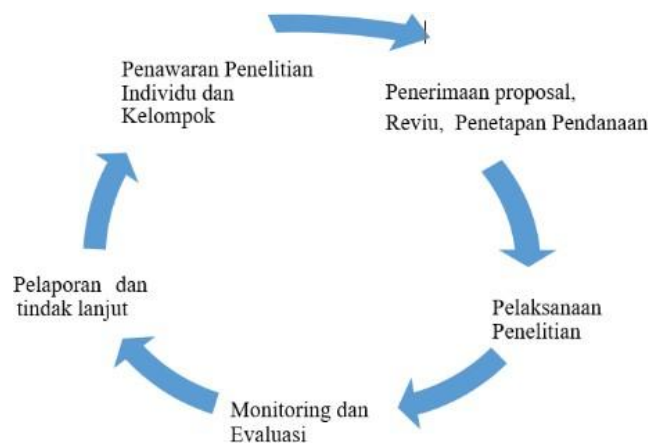 Penawaran Penelitian
Individu dan
Kelompok
Penerimaan proposal,
Reviu, Penetapan Pendanaan
Pelaksanaan
Penelitian
Monitoring dan
Evaluasi
Pelaporan dan
tindak lanjut